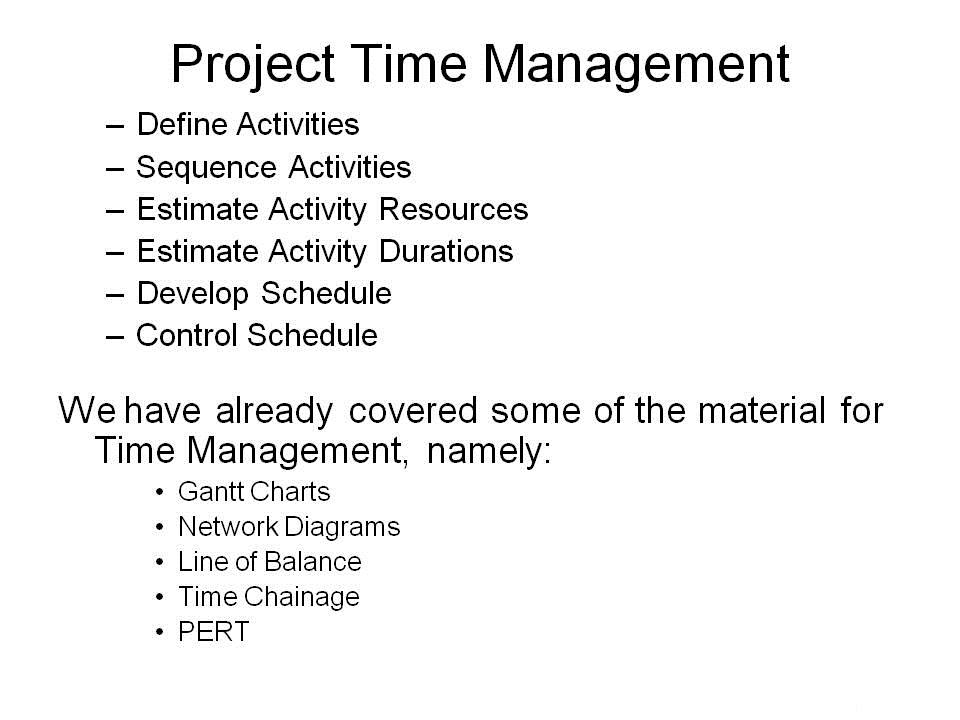 Project Time Management
– Define Activities
– Sequence Activities
– Estimate Activity Resources
– Estimate Activity Durations
– Develop Schedule
– Control Schedule
We have already covered some of the material for
Time Management, namely:
• Gantt Charts
• Network Diagrams
• Line of Balance
• Time Chainage
• PERT